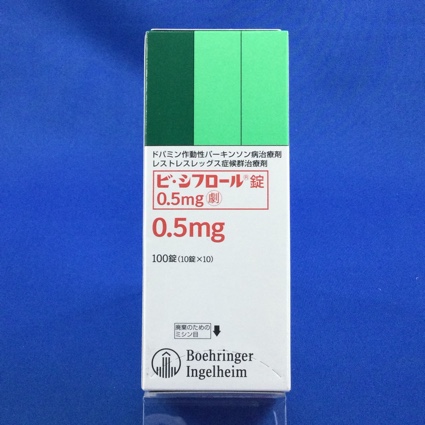 ドパミン作動性パーキンソン病治療剤
レストレスレッグス症候群治療剤
ビ・シフロール®錠
0.5mg 劇
0.5mg
100錠(10錠×10)
廃棄のための
ミシン目
Boehringer
Ingelheim